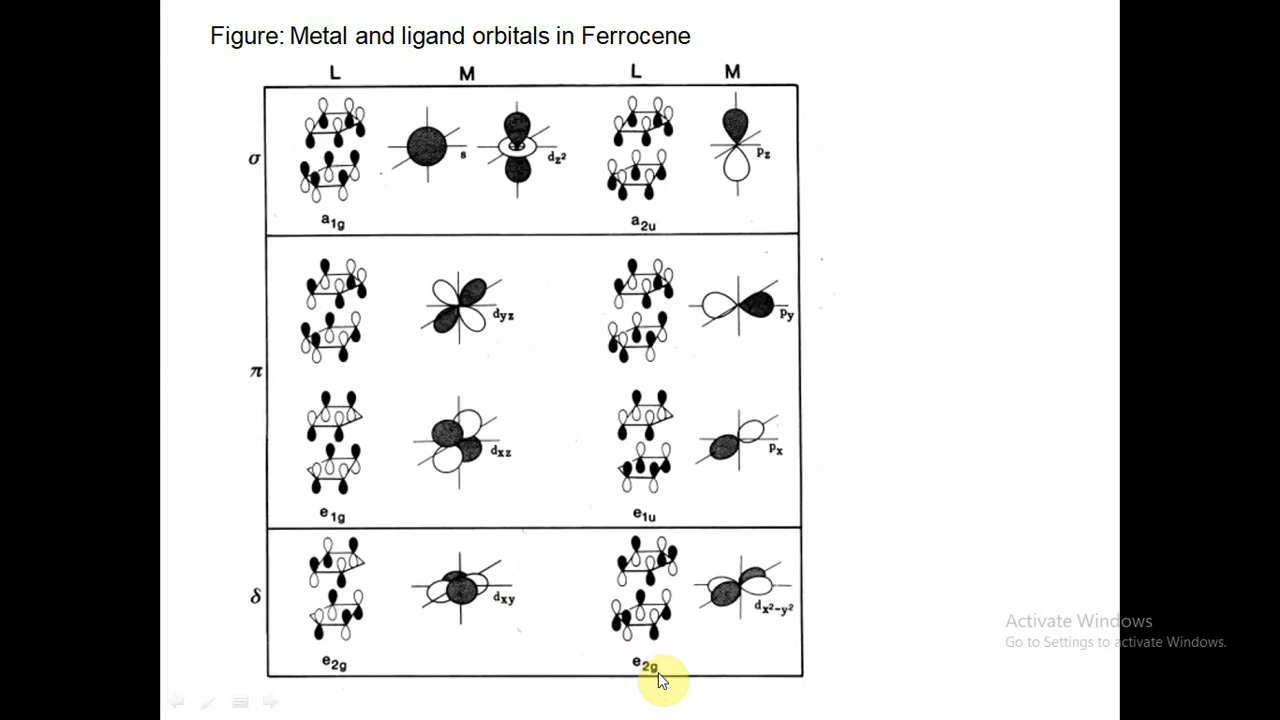 Figure: Metal and ligand orbitals in Ferrocene
L M L M
σ
s
dz²
pz
a1g
a2u
π
dyz
py
dxz
px
e1g
e1u
δ
dxy
dx²-y²
e2g
e2g
Activate Windows
Go to Settings to activate Windows.